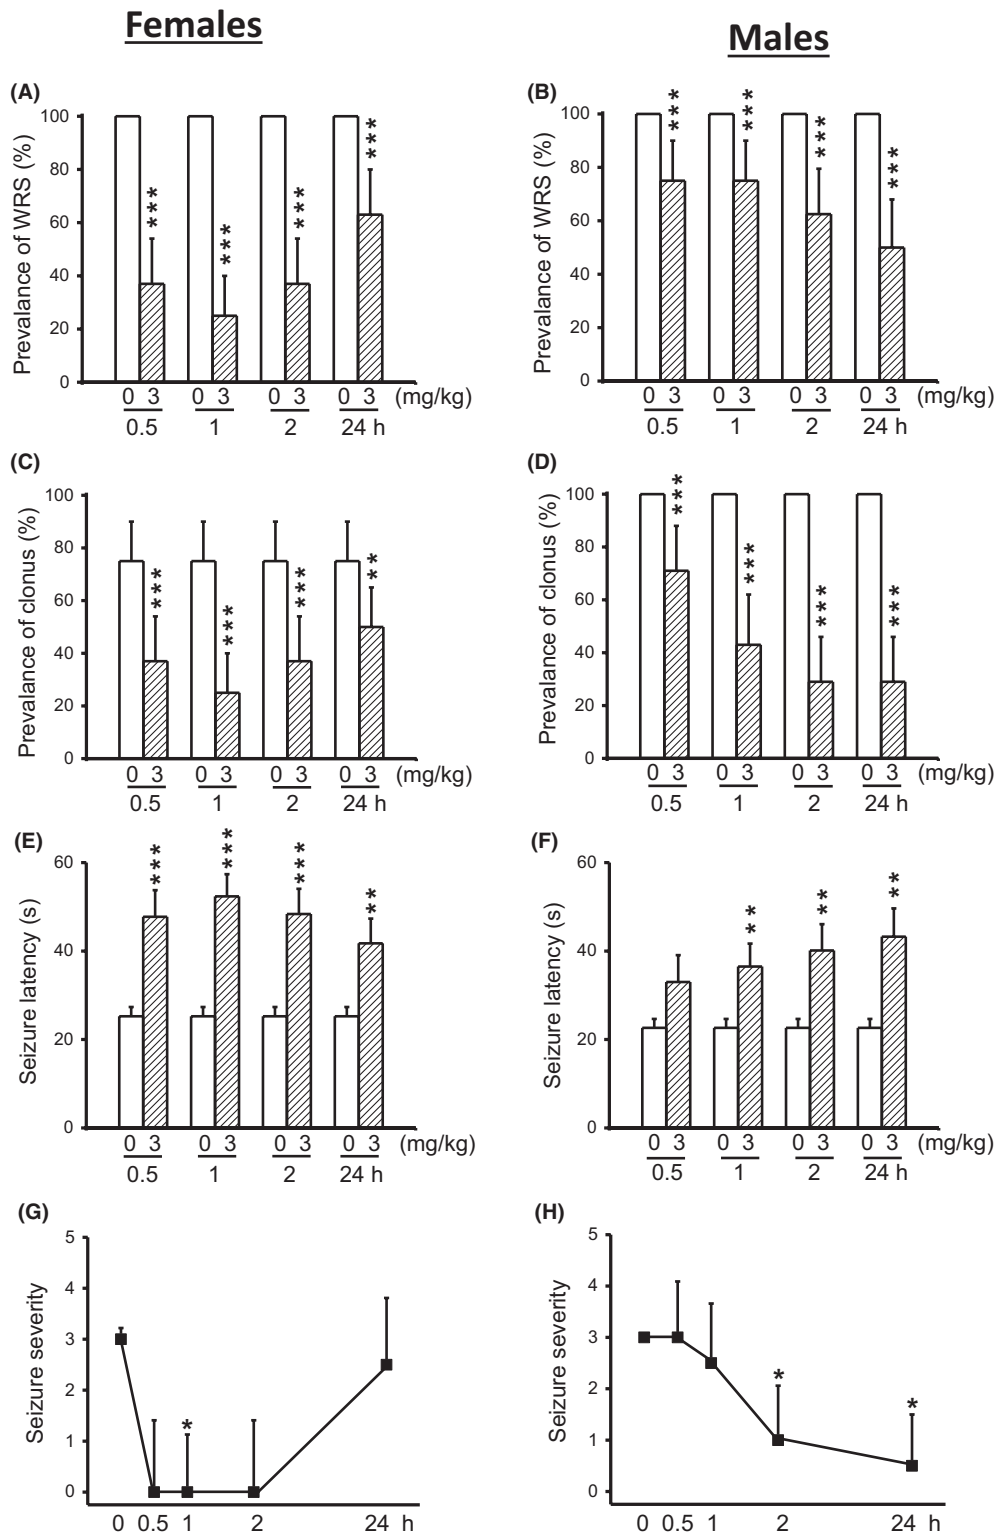 Females
Males
(A)
Prevalance of WRS (%)
100
80
60
40
20
0
*** *** *** ***
0 3 0 3 0 3 0 3 (mg/kg)
0.5 1 2 24 h
(B)
Prevalance of WRS (%)
100
80
60
40
20
0
*** *** *** ***
0 3 0 3 0 3 0 3 (mg/kg)
0.5 1 2 24 h
(C)
Prevalance of clonus (%)
100
80
60
40
20
0
*** *** *** **
0 3 0 3 0 3 0 3 (mg/kg)
0.5 1 2 24 h
(D)
Prevalance of clonus (%)
100
80
60
40
20
0
*** *** *** ***
0 3 0 3 0 3 0 3 (mg/kg)
0.5 1 2 24 h
(E)
Seizure latency (s)
60
40
20
0
*** *** *** **
0 3 0 3 0 3 0 3 (mg/kg)
0.5 1 2 24 h
(F)
Seizure latency (s)
60
40
20
0
** ** **
0 3 0 3 0 3 0 3 (mg/kg)
0.5 1 2 24 h
(G)
Seizure severity
5
4
3
2
1
0
*
0 0.5 1 2 24 h
(H)
Seizure severity
5
4
3
2
1
0
* *
0 0.5 1 2 24 h